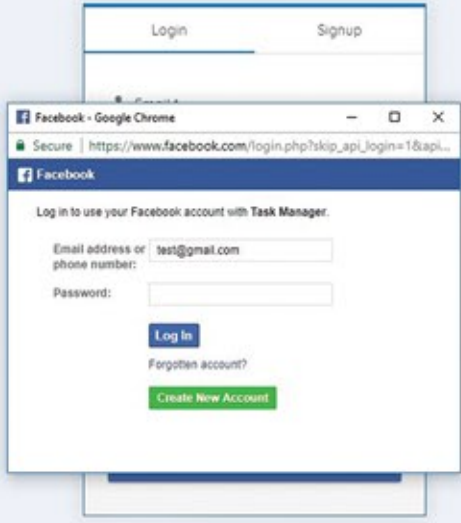 Login
Signup
Email
Facebook - Google Chrome
Secure | https://www.facebook.com/login.php?skip_api_login=1&api...
Facebook
Log in to use your Facebook account with Task Manager.
Email address or phone number:
test@gmail.com
Password:
Log In
Forgotten account?
Create New Account